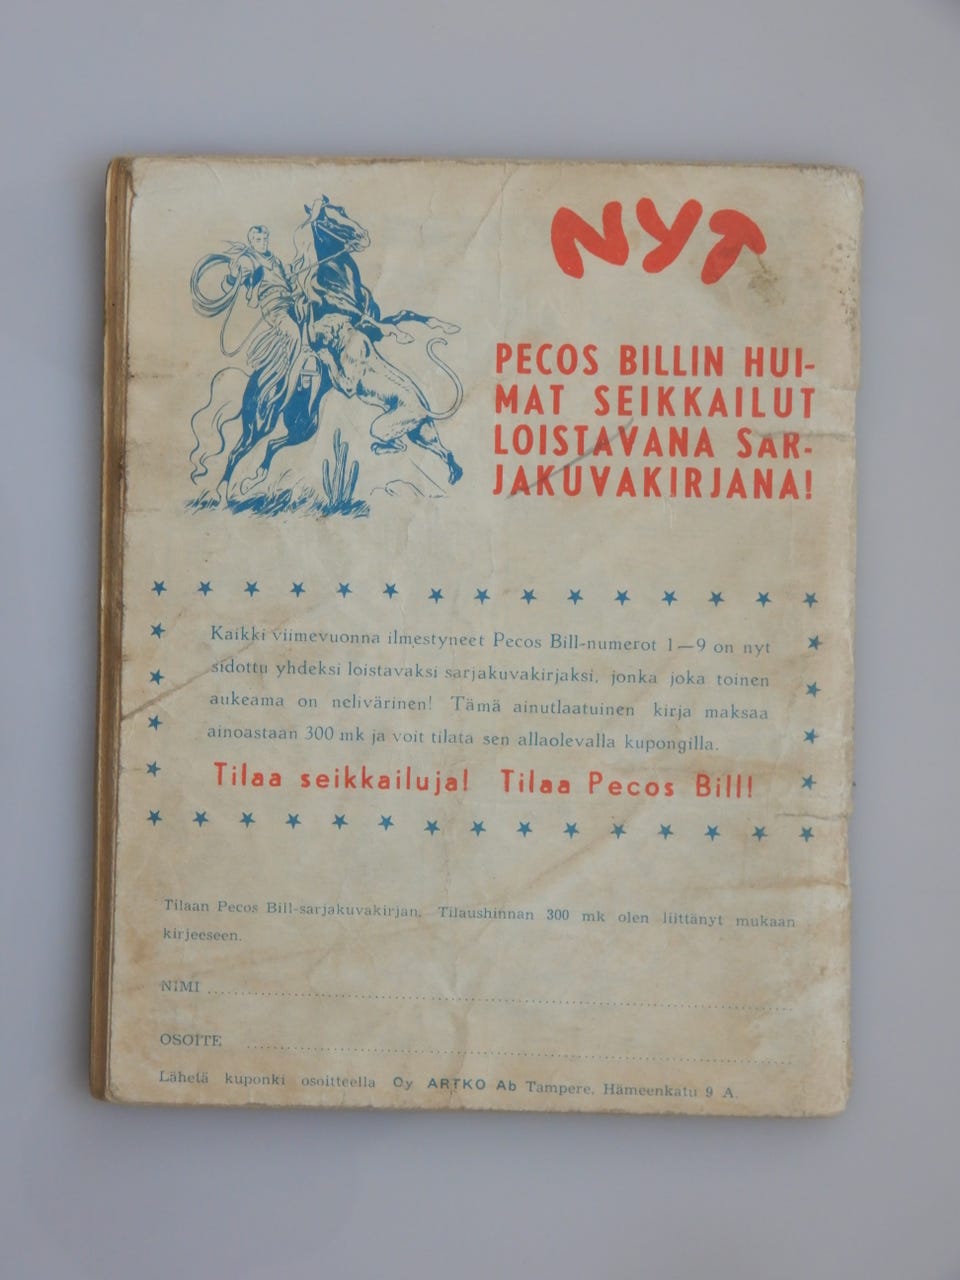 NYT
PECOS BILLIN HUI-
MAT SEIKKAILUT
LOISTAVANA SAR-
JAKUVAKIRJANA!
Kaikki viimevuonna ilmestyneet Pecos Bill-numerot 1—9 on nyt
sidottu yhdeksi loistavaksi sarjakuvakirjaksi, jonka joka toinen
aukeama on nelivärinen! Tämä ainutlaatuinen kirja maksaa
ainoastaan 300 mk ja voit tilata sen allaolevalla kupongilla.
Tilaa seikkailuja! Tilaa Pecos Bill!
Tilaan Pecos Bill-sarjakuvakirjan. Tilaushinnan 300 mk olen liittänyt mukaan
kirjeeseen.
NIMI
OSOITE
Lähetä kuponki osoitteella Oy ARTKO Ab Tampere, Hämeenkatu 9 A.